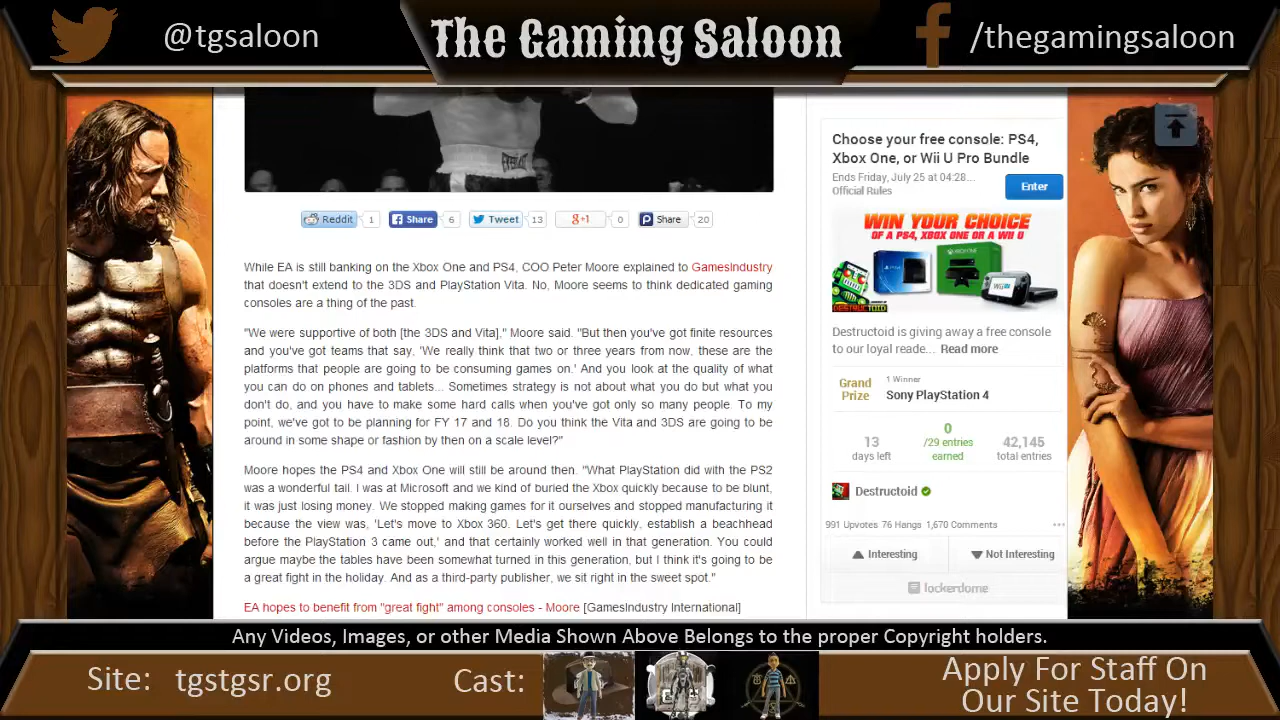 @tgsaloon
The Gaming Saloon
/thegamingsaloon
EVERLAST
Reddit 1 Share 6 Tweet 13 +1 0 Share 20
While EA is still banking on the Xbox One and PS4, COO Peter Moore explained to GamesIndustry
that doesn't extend to the 3DS and PlayStation Vita. No, Moore seems to think dedicated gaming
consoles are a thing of the past.
"We were supportive of both [the 3DS and Vita]," Moore said. "But then you've got finite resources
and you've got teams that say, 'We really think that two or three years from now, these are the
platforms that people are going to be consuming games on.' And you look at the quality of what
you can do on phones and tablets... Sometimes strategy is not about what you do but what you
don't do, and you have to make some hard calls when you've got only so many people. To my
point, we've got to be planning for FY 17 and 18. Do you think the Vita and 3DS are going to be
around in some shape or fashion by then on a scale level?"
Moore hopes the PS4 and Xbox One will still be around then. "What PlayStation did with the PS2
was a wonderful tail. I was at Microsoft and we kind of buried the Xbox quickly because to be blunt,
it was just losing money. We stopped making games for it ourselves and stopped manufacturing it
because the view was, 'Let's move to Xbox 360. Let's get there quickly, establish a beachhead
before the PlayStation 3 came out,' and that certainly worked well in that generation. You could
argue maybe the tables have been somewhat turned in this generation, but I think it's going to be
a great fight in the holiday. And as a third-party publisher, we sit right in the sweet spot."
EA hopes to benefit from "great fight" among consoles - Moore [GamesIndustry International]
Choose your free console: PS4,
Xbox One, or Wii U Pro Bundle
Ends Friday, July 25 at 04:28...
Official Rules
Enter
WIN YOUR CHOICE
OF A PS4, XBOX ONE OR A WII U
XBOX ONE
WiiU
DESTRUCTOID
Destructoid is giving away a free console
to our loyal reade... Read more
Grand
Prize
1 Winner
Sony PlayStation 4
13
days left
0
/29 entries
earned
42,145
total entries
Destructoid
991 Upvotes 76 Hangs 1,670 Comments
Interesting
Not Interesting
lockerdome
Any Videos, Images, or other Media Shown Above Belongs to the proper Copyright holders.
Site: tgstgsr.org
Cast:
Apply For Staff On
Our Site Today!